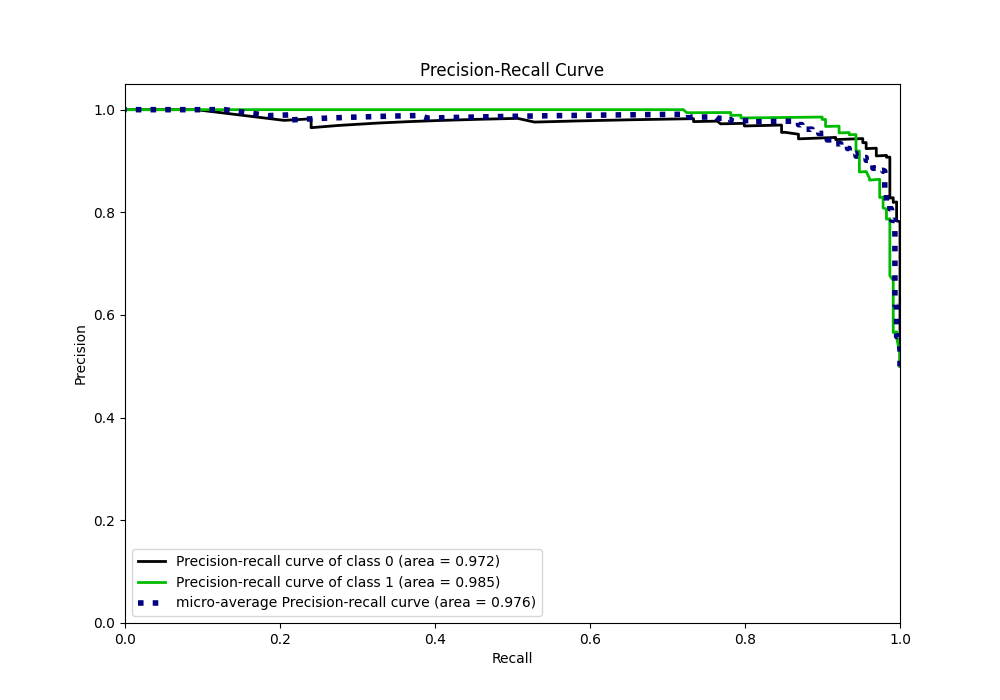 Precision-Recall Curve
1.0
0.8
0.6
0.4
0.2
0.0
Precision
Precision-recall curve of class 0 (area = 0.972)
Precision-recall curve of class 1 (area = 0.985)
micro-average Precision-recall curve (area = 0.976)
0.0 0.2 0.4 0.6 0.8 1.0
Recall